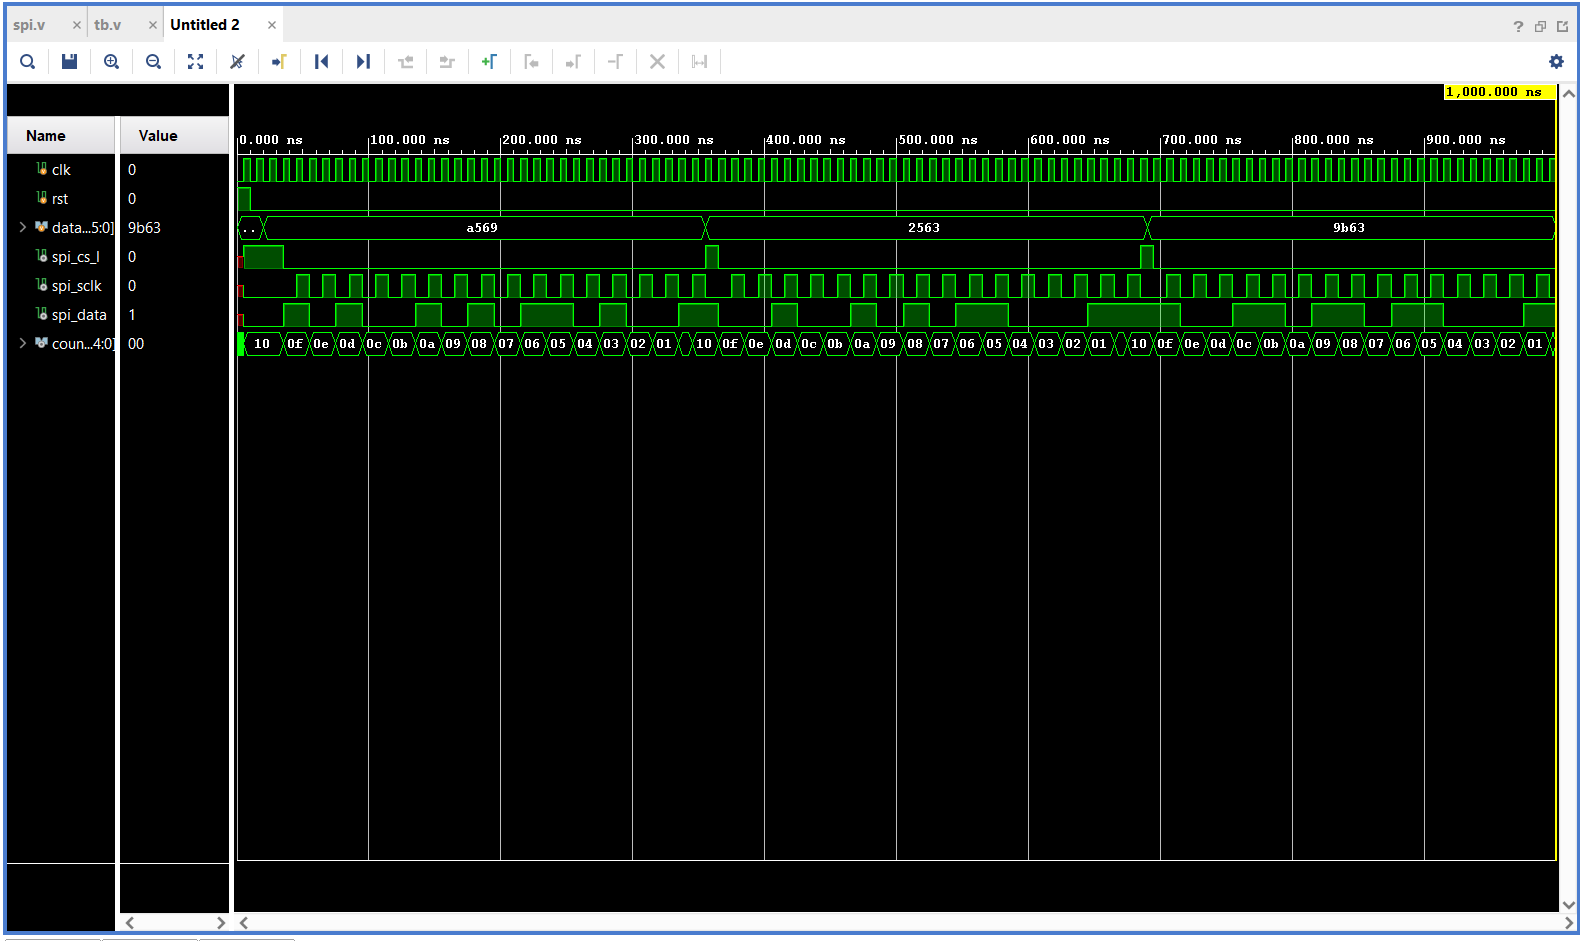 spi.v × tb.v × Untitled 2 ×
?
1,000.000 ns
Name Value
0.000 ns 100.000 ns 200.000 ns 300.000 ns 400.000 ns 500.000 ns 600.000 ns 700.000 ns 800.000 ns 900.000 ns
clk 0
rst 0
data...5:0] 9b63 .. a569 2563 9b63
spi_cs_l 0
spi_sclk 0
spi_data 1
coun...4:0] 00 10 0f 0e 0d 0c 0b 0a 09 08 07 06 05 04 03 02 01 10 0f 0e 0d 0c 0b 0a 09 08 07 06 05 04 03 02 01 10 0f 0e 0d 0c 0b 0a 09 08 07 06 05 04 03 02 01